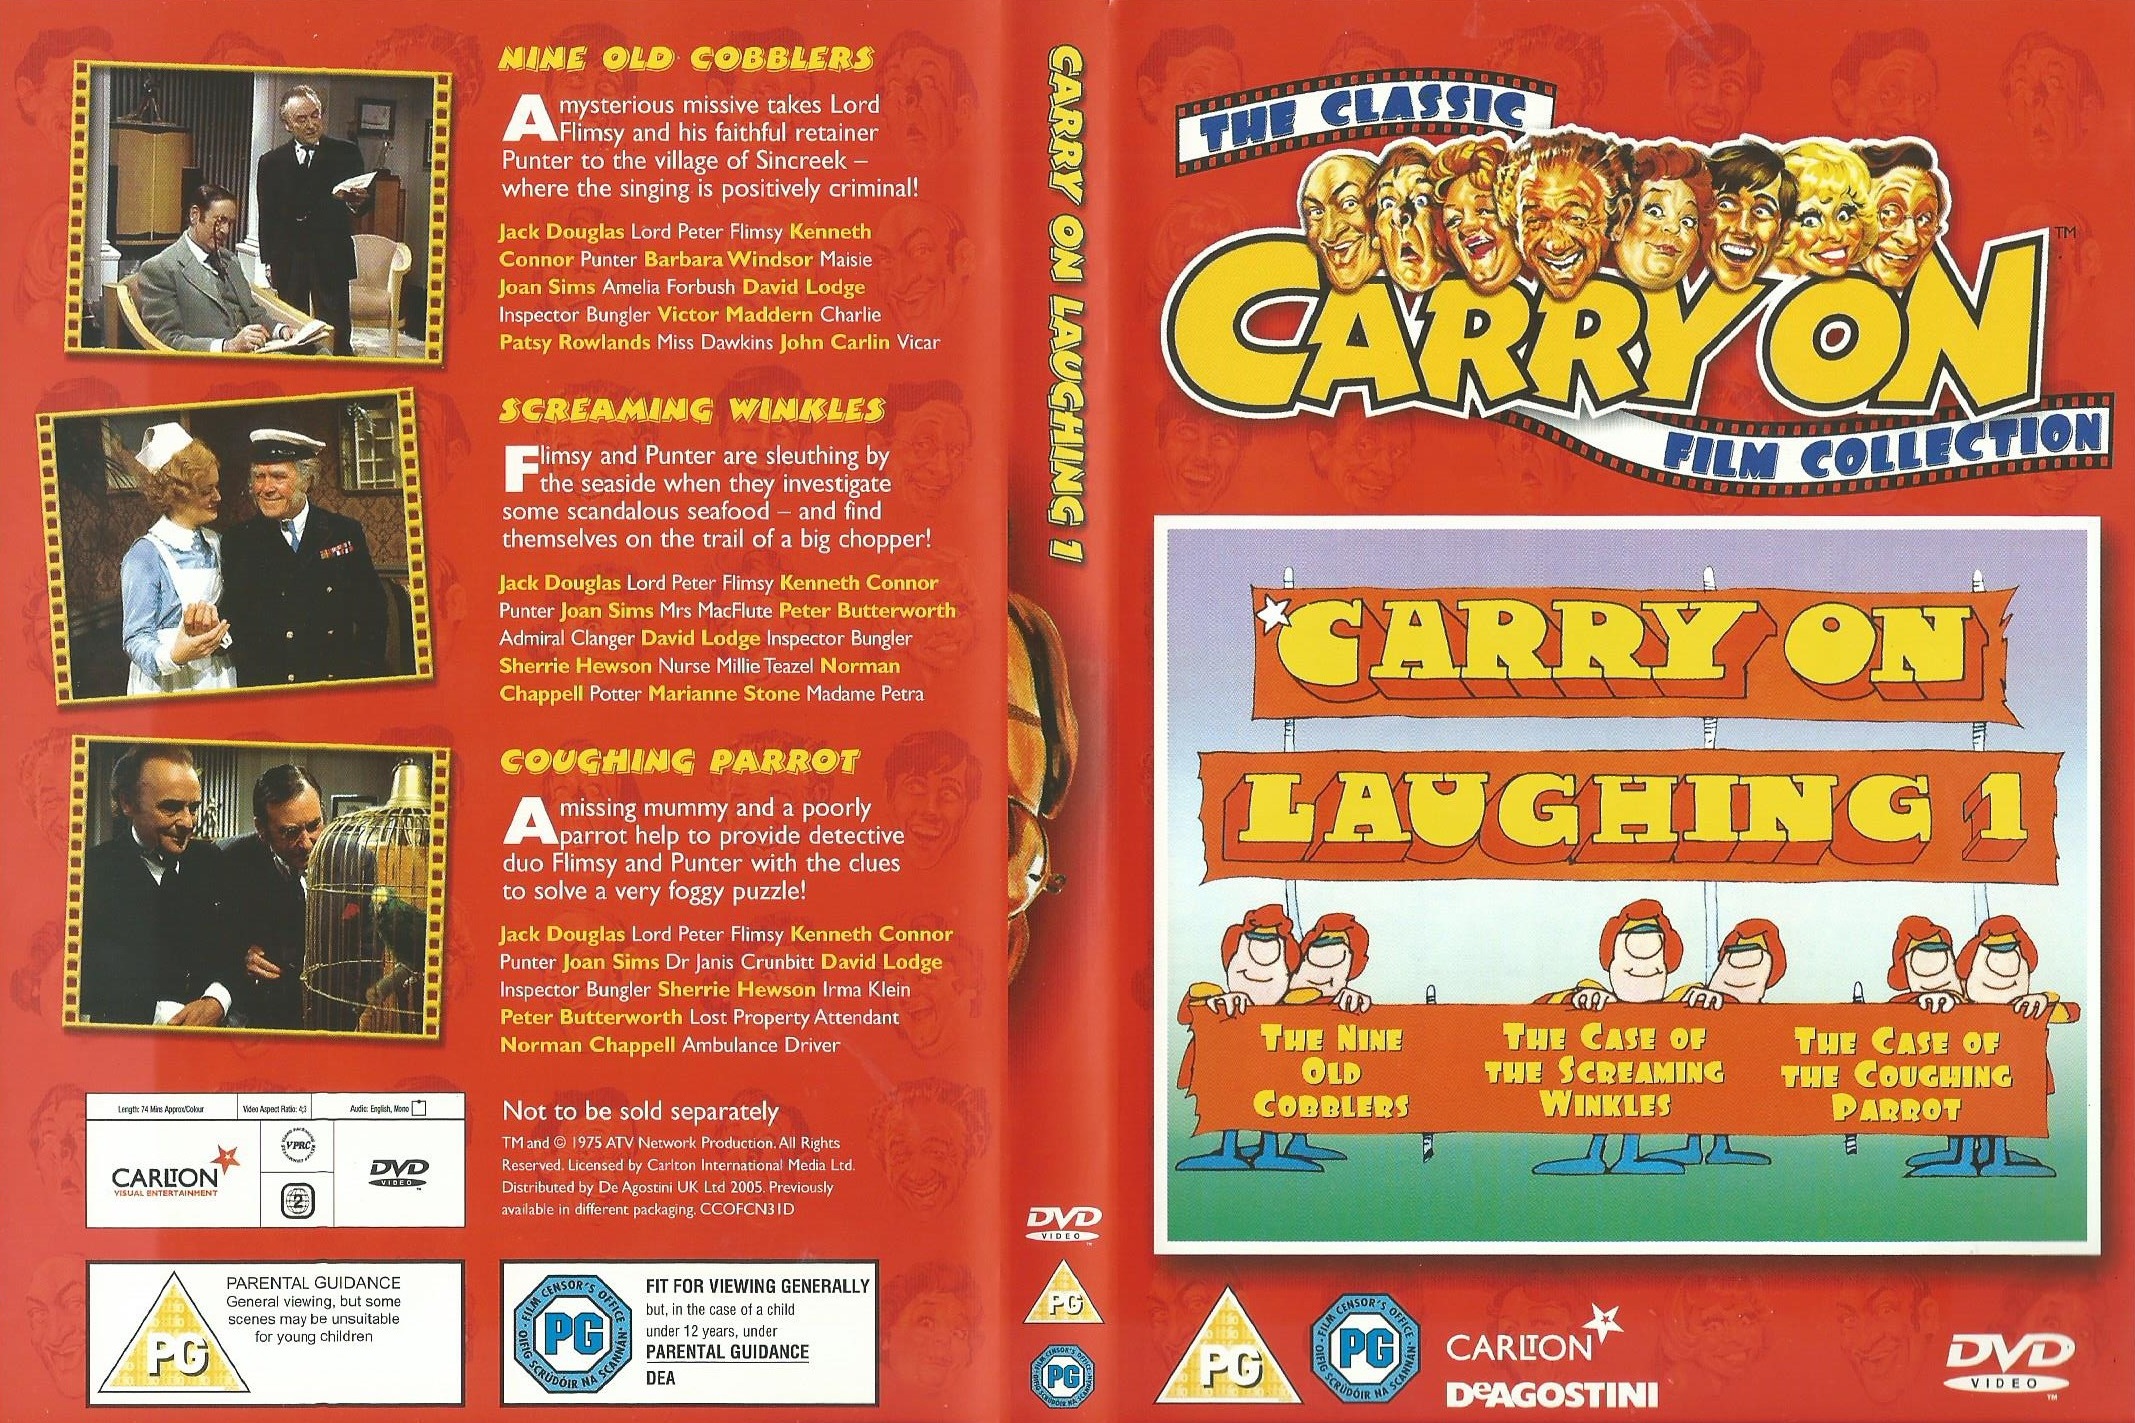 NINE OLD COBBLERS
A mysterious missive takes Lord
Flimsy and his faithful retainer
Punter to the village of Sincreek –
where the singing is positively criminal!
Jack Douglas Lord Peter Flimsy Kenneth
Connor Punter Barbara Windsor Maisie
Joan Sims Amelia Forbush David Lodge
Inspector Bungler Victor Maddern Charlie
Patsy Rowlands Miss Dawkins John Carlin Vicar
SCREAMING WINKLES
Flimsy and Punter are sleuthing by
the seaside when they investigate
some scandalous seafood – and find
themselves on the trail of a big chopper!
Jack Douglas Lord Peter Flimsy Kenneth Connor
Punter Joan Sims Mrs MacFlute Peter Butterworth
Admiral Clanger David Lodge Inspector Bungler
Sherrie Hewson Nurse Millie Teazel Norman
Chappell Potter Marianne Stone Madame Petra
COUGHING PARROT
A missing mummy and a poorly
parrot help to provide detective
duo Flimsy and Punter with the clues
to solve a very foggy puzzle!
Jack Douglas Lord Peter Flimsy Kenneth Connor
Punter Joan Sims Dr Janis Crunbitt David Lodge
Inspector Bungler Sherrie Hewson Irma Klein
Peter Butterworth Lost Property Attendant
Norman Chappell Ambulance Driver
Length: 74 Mins Approx/Colour
Video Aspect Ratio: 4:3
Audio: English, Mono
CARLTON
VISUAL ENTERTAINMENT
VPRC
2
DVD
VIDEO
Not to be sold separately
TM and © 1975 ATV Network Production. All Rights
Reserved. Licensed by Carlton International Media Ltd.
Distributed by De Agostini UK Ltd 2005. Previously
available in different packaging. CCOFCN31D
PG
PARENTAL GUIDANCE
General viewing, but some
scenes may be unsuitable
for young children
FILM CENSOR'S OFFICE
PG
OIFIG SCRÚDÓIR NA SCANNÁN
FIT FOR VIEWING GENERALLY
but, in the case of a child
under 12 years, under
PARENTAL GUIDANCE
DEA
CARRY ON LAUGHING 1
DVD
VIDEO
PG
PG
THE CLASSIC
CARRY ON™
FILM COLLECTION
CARRY ON
LAUGHING 1
THE NINE
OLD
COBBLERS
THE CASE OF
THE SCREAMING
WINKLES
THE CASE OF
THE COUGHING
PARROT
PG
FILM CENSOR'S OFFICE
PG
OIFIG SCRÚDÓIR NA SCANNÁN
CARLTON
DeAGOSTINI
DVD
VIDEO
TM